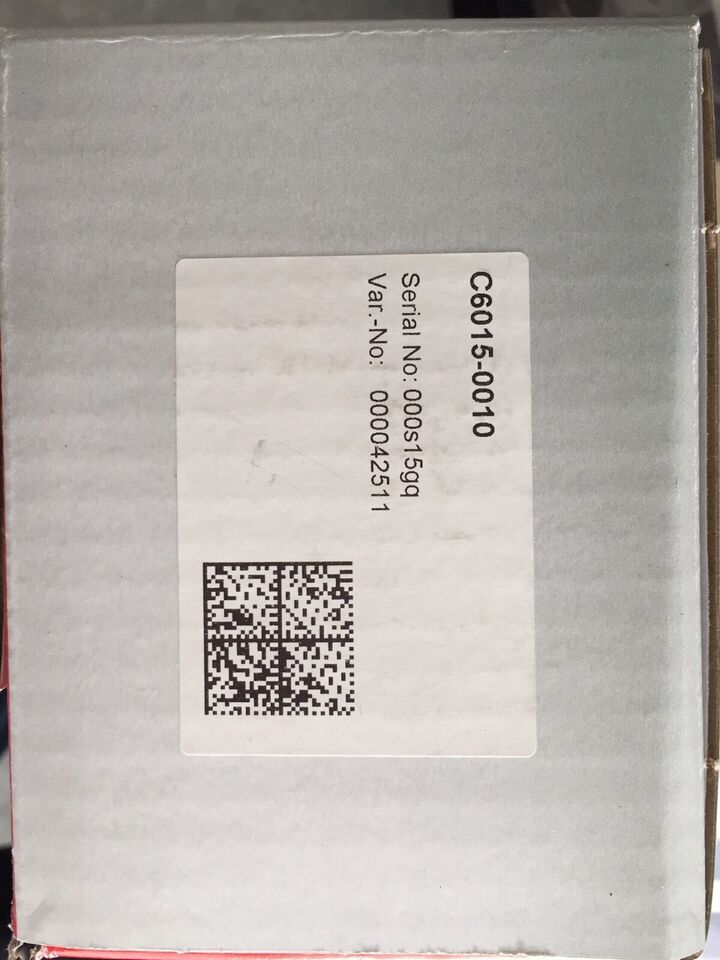 C6015-0010
Serial No: 000s15gq
Var.-No: 000042511